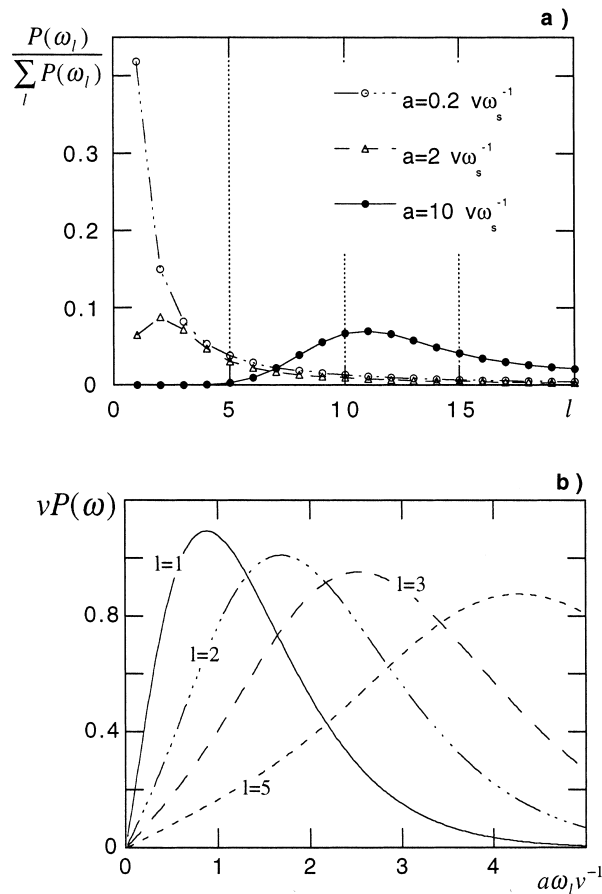 a )
P(ω_l)
∑_l P(ω_l)
a=0.2 vω_s^-1
a=2 vω_s^-1
a=10 vω_s^-1
0.3
0.2
0.1
0
0 5 10 15 l
b )
vP(ω)
l=1
l=3
0.8
l=2
0.4
l=5
0
0 1 2 3 4 aω_l v^-1